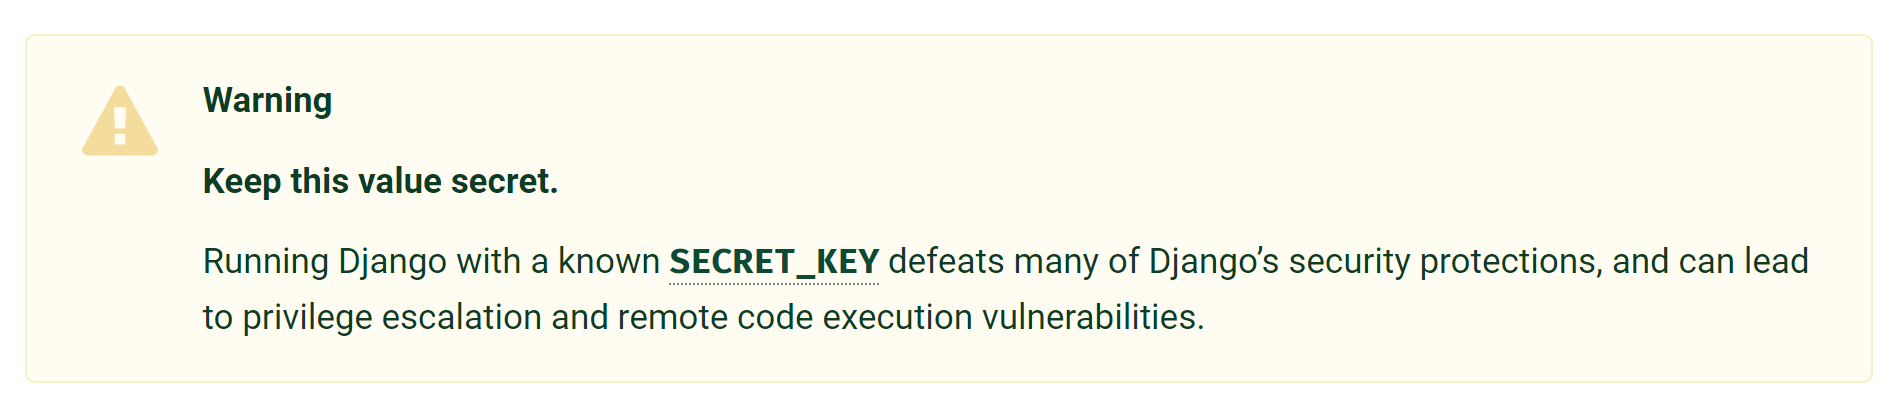 Warning
Keep this value secret.
Running Django with a known SECRET_KEY defeats many of Django’s security protections, and can lead
to privilege escalation and remote code execution vulnerabilities.